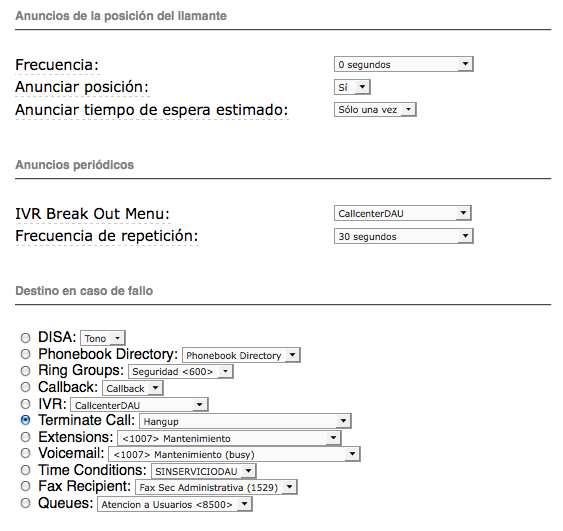 Anuncios de la posición del llamante
Frecuencia: 0 segundos
Anunciar posición: Sí
Anunciar tiempo de espera estimado: Sólo una vez
Anuncios periódicos
IVR Break Out Menu: CallcenterDAU
Frecuencia de repetición: 30 segundos
Destino en caso de fallo
DISA: Tono
Phonebook Directory: Phonebook Directory
Ring Groups: Seguridad <600>
Callback: Callback
IVR: CallcenterDAU
Terminate Call: Hangup
Extensions: <1007> Mantenimiento
Voicemail: <1007> Mantenimiento (busy)
Time Conditions: SINSERVICIODAU
Fax Recipient: Fax Sec Administrativa (1529)
Queues: Atencion a Usuarios <8500>